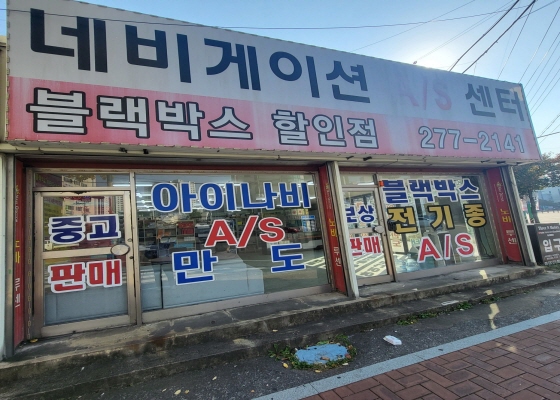 네비게이션 A/S 센터
블랙박스 할인점 277-2141
중고
판매
아이나비
A/S
만도
판매
블랙박스
전기종
A/S